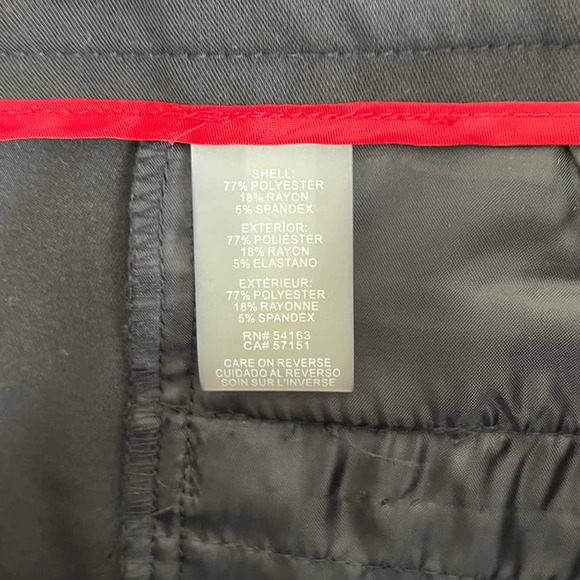 SHELL:
77% POLYESTER
18% RAYON
5% SPANDEX
EXTERIOR:
77% POLIÉSTER
18% RAYON
5% ELASTANO
EXTÉRIEUR:
77% POLYESTER
18% RAYONNE
5% SPANDEX
RN# 54163
CA# 57151
CARE ON REVERSE
CUIDADO AL REVERSO
SOIN SUR L'INVERSE